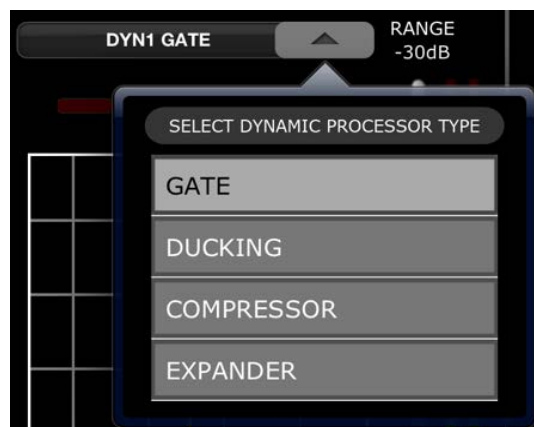 DYN1 GATE
RANGE
-30dB
SELECT DYNAMIC PROCESSOR TYPE
GATE
DUCKING
COMPRESSOR
EXPANDER